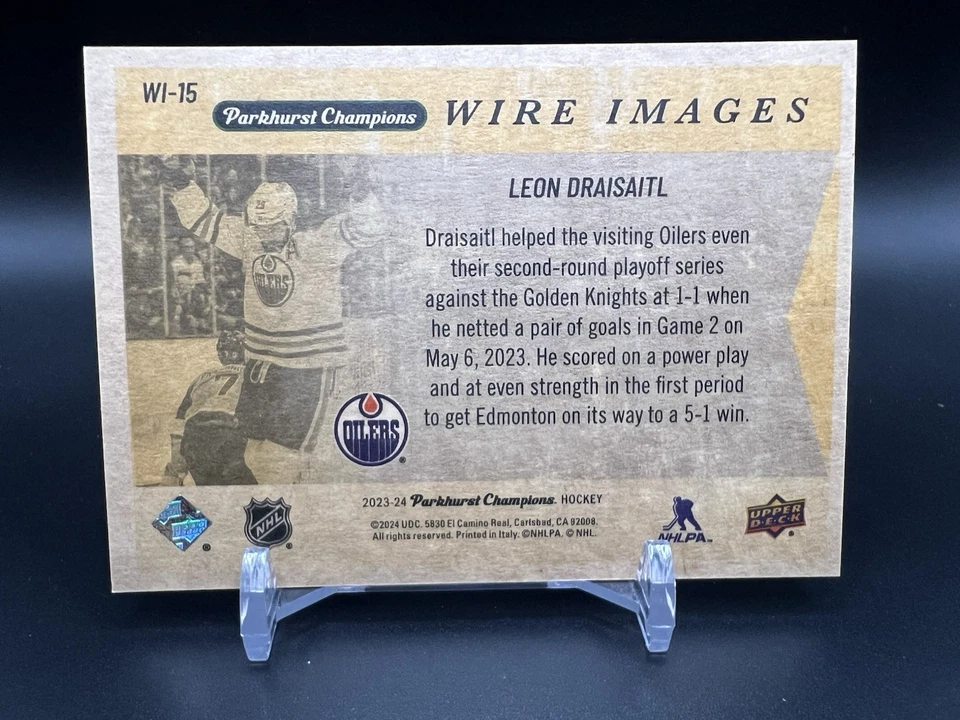 WI-15
Parkhurst Champions WIRE IMAGES
LEON DRAISAITL
Draisaitl helped the visiting Oilers even
their second-round playoff series
against the Golden Knights at 1-1 when
he netted a pair of goals in Game 2 on
May 6, 2023. He scored on a power play
and at even strength in the first period
to get Edmonton on its way to a 5-1 win.
OILERS
OILERS
7
2023-24 Parkhurst Champions. HOCKEY
©2024 UDC. 5830 El Camino Real, Carlsbad, CA 92008.
All rights reserved. Printed in Italy. ©NHLPA. © NHL.
NHL
NHLPA™
UPPER
D·E·C·K